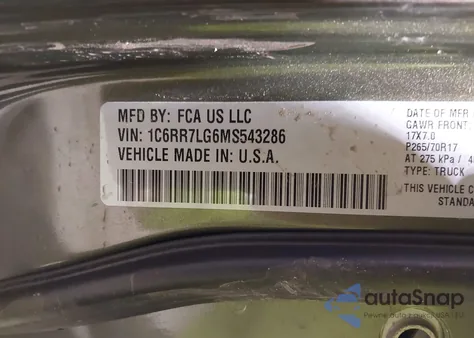 MFD BY: FCA US LLC
VIN: 1C6RR7LG6MS543286
VEHICLE MADE IN: U.S.A.
DATE OF MFR
GAWR FRONT:
17X7.0
P265/70R17
AT 275 kPa /
TYPE: TRUCK
THIS VEHICLE
STANDA
autoSnap